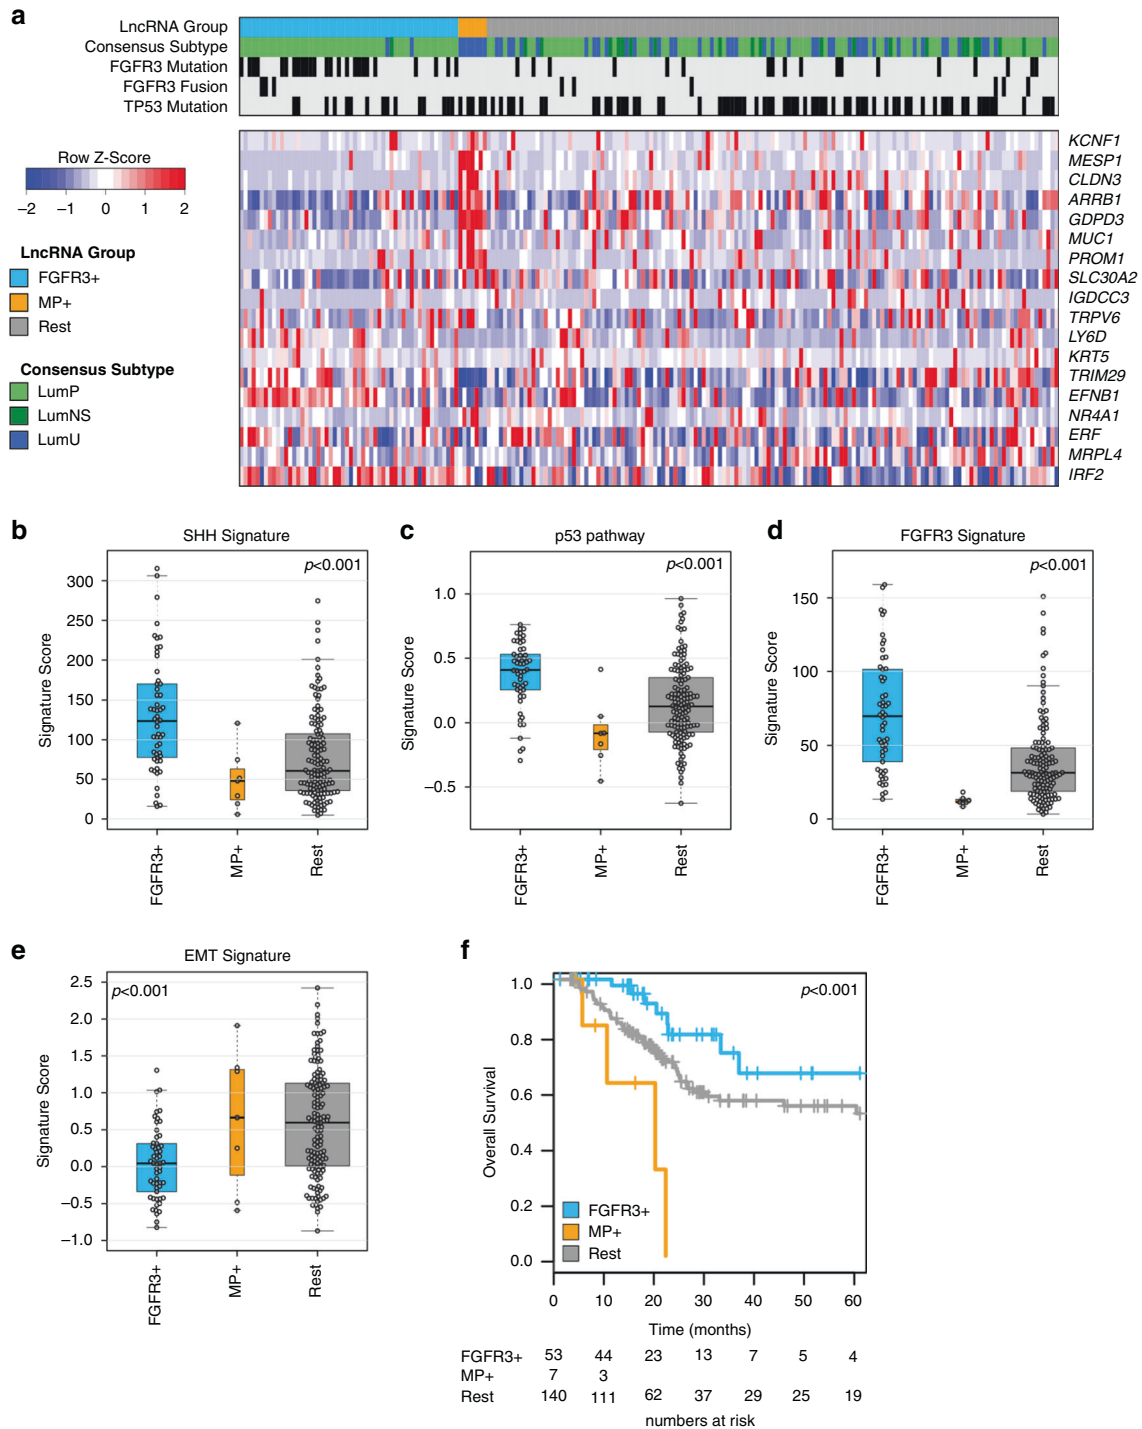 a
LncRNA Group
Consensus Subtype
FGFR3 Mutation
FGFR3 Fusion
TP53 Mutation
Row Z-Score
−2 −1 0 1 2
LncRNA Group
FGFR3+
MP+
Rest
Consensus Subtype
LumP
LumNS
LumU
KCNF1
MESP1
CLDN3
ARRB1
GDPD3
MUC1
PROM1
SLC30A2
IGDCC3
TRPV6
LY6D
KRT5
TRIM29
EFNB1
NR4A1
ERF
MRPL4
IRF2
b
SHH Signature
p<0.001
Signature Score
300
250
200
150
100
50
0
FGFR3+
MP+
Rest
c
p53 pathway
p<0.001
Signature Score
1.0
0.5
0.0
−0.5
FGFR3+
MP+
Rest
d
FGFR3 Signature
p<0.001
Signature Score
150
100
50
0
FGFR3+
MP+
Rest
e
EMT Signature
p<0.001
Signature Score
2.5
2.0
1.5
1.0
0.5
0.0
−0.5
−1.0
FGFR3+
MP+
Rest
f
p<0.001
Overall Survival
1.0
0.8
0.6
0.4
0.2
0.0
FGFR3+
MP+
Rest
0 10 20 30 40 50 60
Time (months)
FGFR3+ 53 44 23 13 7 5 4
MP+ 7 3
Rest 140 111 62 37 29 25 19
numbers at risk